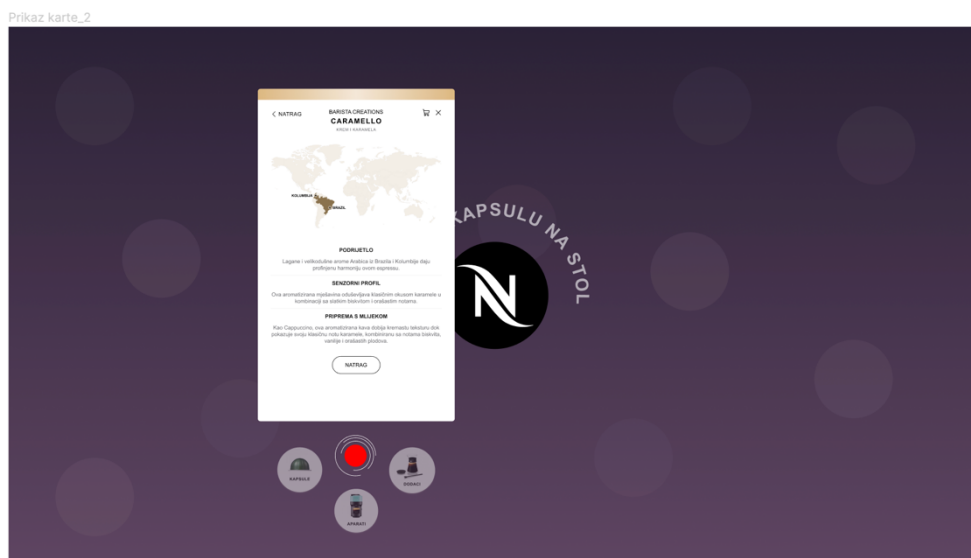 Prikaz karte_2
NATRAG
BARISTA CREATIONS
CARAMELLO
KREM I KARAMELA
KOLUMBIJA
BRAZIL
KAPSULU NA STOL
N
PODRIJETLO
Lagane i velikodušne arome Arabica iz Brazila i Kolumbije daju
profinjenu harmoniju ovom espressu.
SENZORNI PROFIL
Ova aromatizirana mješavina oduševljava klasičnim okusom karamele u
kombinaciji sa slatkim biskvitom i orašastim notama.
PRIPREMA S MLIJEKOM
Kao Cappuccino, ova aromatizirana kava dobija kremastu teksturu dok
pokazuje svoju klasičnu notu karamele, kombiniranu sa notama biskvita,
vanilije i orašastih plodova.
NATRAG
KAPSULE
DODACI
APARATI